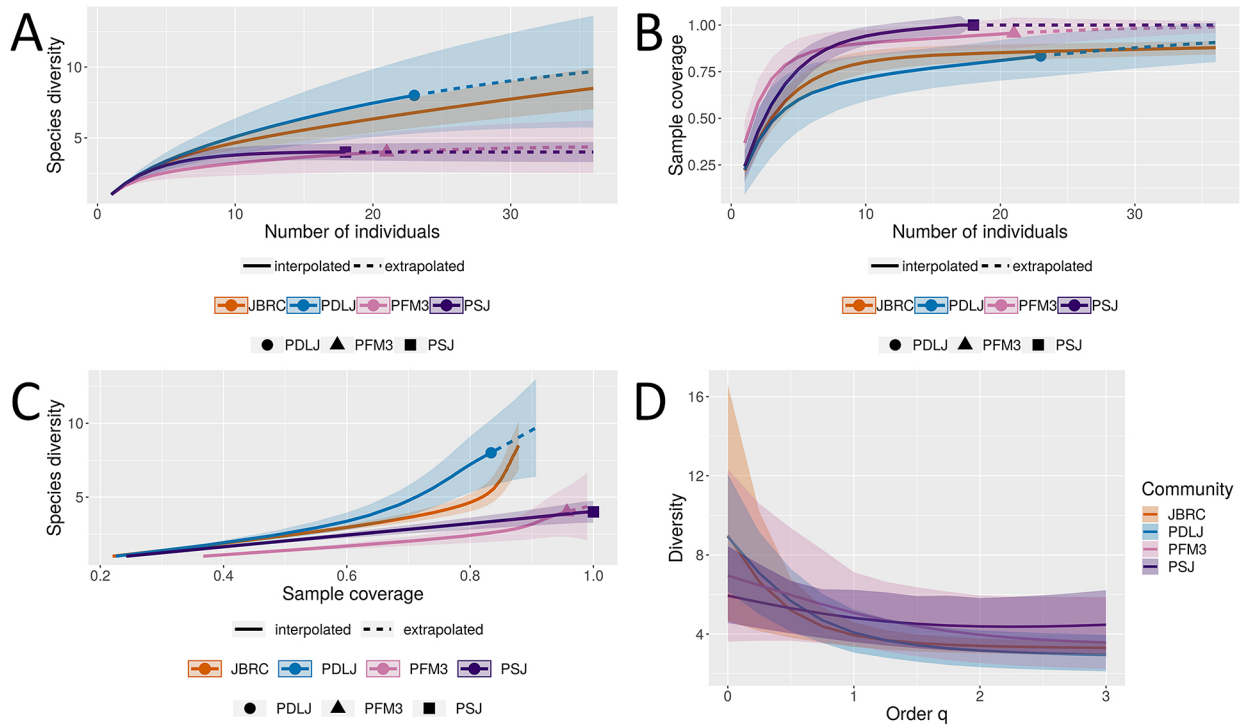 A
Species diversity
10
5
0 10 20 30
Number of individuals
interpolated extrapolated
JBRC PDLJ PFM3 PSJ
PDLJ PFM3 PSJ
B
Sample coverage
1.00
0.75
0.50
0.25
0 10 20 30
Number of individuals
interpolated extrapolated
JBRC PDLJ PFM3 PSJ
PDLJ PFM3 PSJ
C
Species diversity
10
5
0.2 0.4 0.6 0.8 1.0
Sample coverage
interpolated extrapolated
JBRC PDLJ PFM3 PSJ
PDLJ PFM3 PSJ
D
Diversity
16
12
8
4
0 1 2 3
Order q
Community
JBRC
PDLJ
PFM3
PSJ